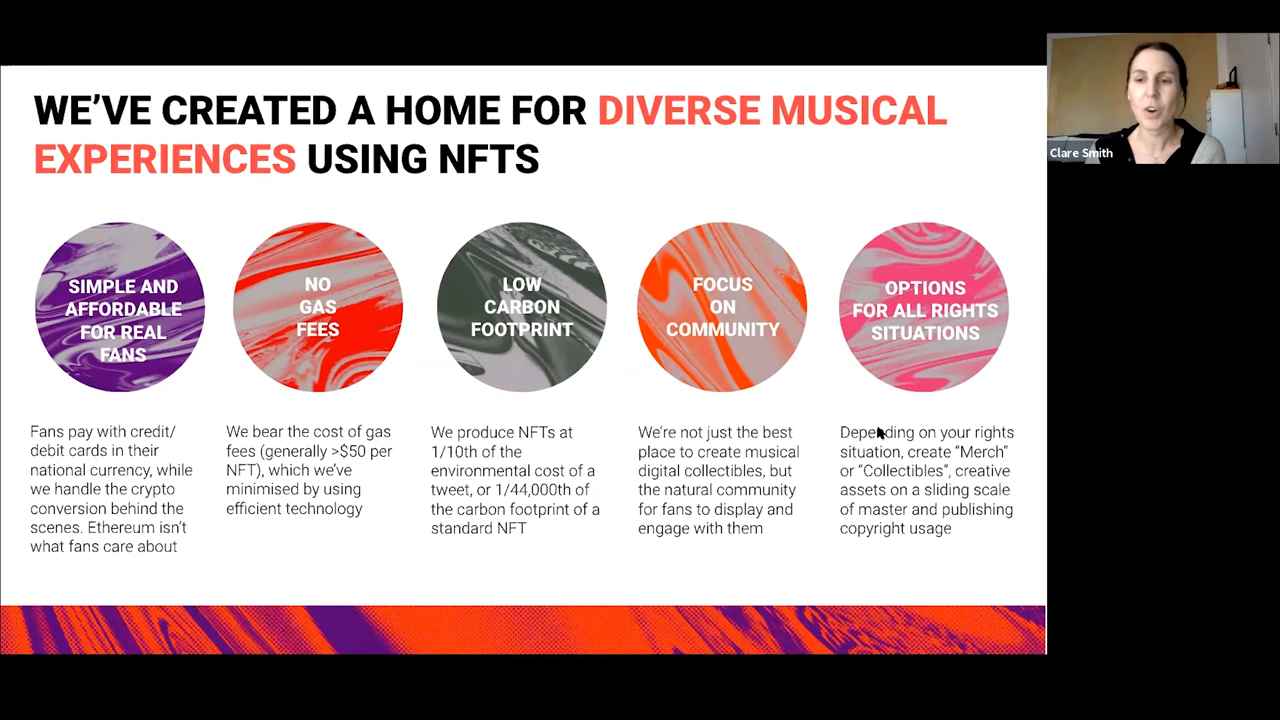 WE'VE CREATED A HOME FOR DIVERSE MUSICAL
EXPERIENCES USING NFTS
SIMPLE AND
AFFORDABLE
FOR REAL
FANS
Fans pay with credit/
debit cards in their
national currency, while
we handle the crypto
conversion behind the
scenes. Ethereum isn't
what fans care about
NO
GAS
FEES
We bear the cost of gas
fees (generally >$50 per
NFT), which we've
minimised by using
efficient technology
LOW
CARBON
FOOTPRINT
We produce NFTs at
1/10th of the
environmental cost of a
tweet, or 1/44,000th of
the carbon footprint of a
standard NFT
FOCUS
ON
COMMUNITY
We're not just the best
place to create musical
digital collectibles, but
the natural community
for fans to display and
engage with them
OPTIONS
FOR ALL RIGHTS
SITUATIONS
Depending on your rights
situation, create “Merch”
or “Collectibles”, creative
assets on a sliding scale
of master and publishing
copyright usage
Clare Smith